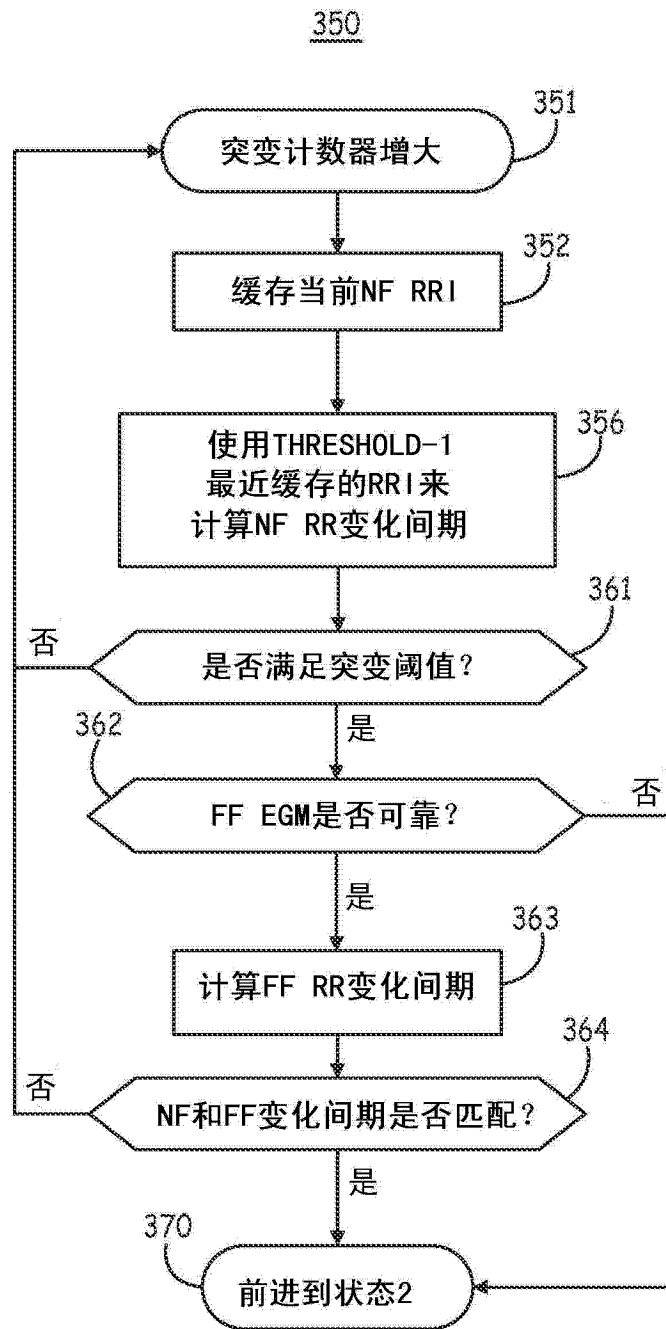 350
351
突变计数器增大
352
缓存当前NF RRI
356
使用THRESHOLD-1
最近缓存的RRI来
计算NF RR变化间期
361
否
是否满足突变阈值？
是
362
否
FF EGM是否可靠？
是
363
计算FF RR变化间期
364
否
NF和FF变化间期是否匹配？
是
370
前进到状态2